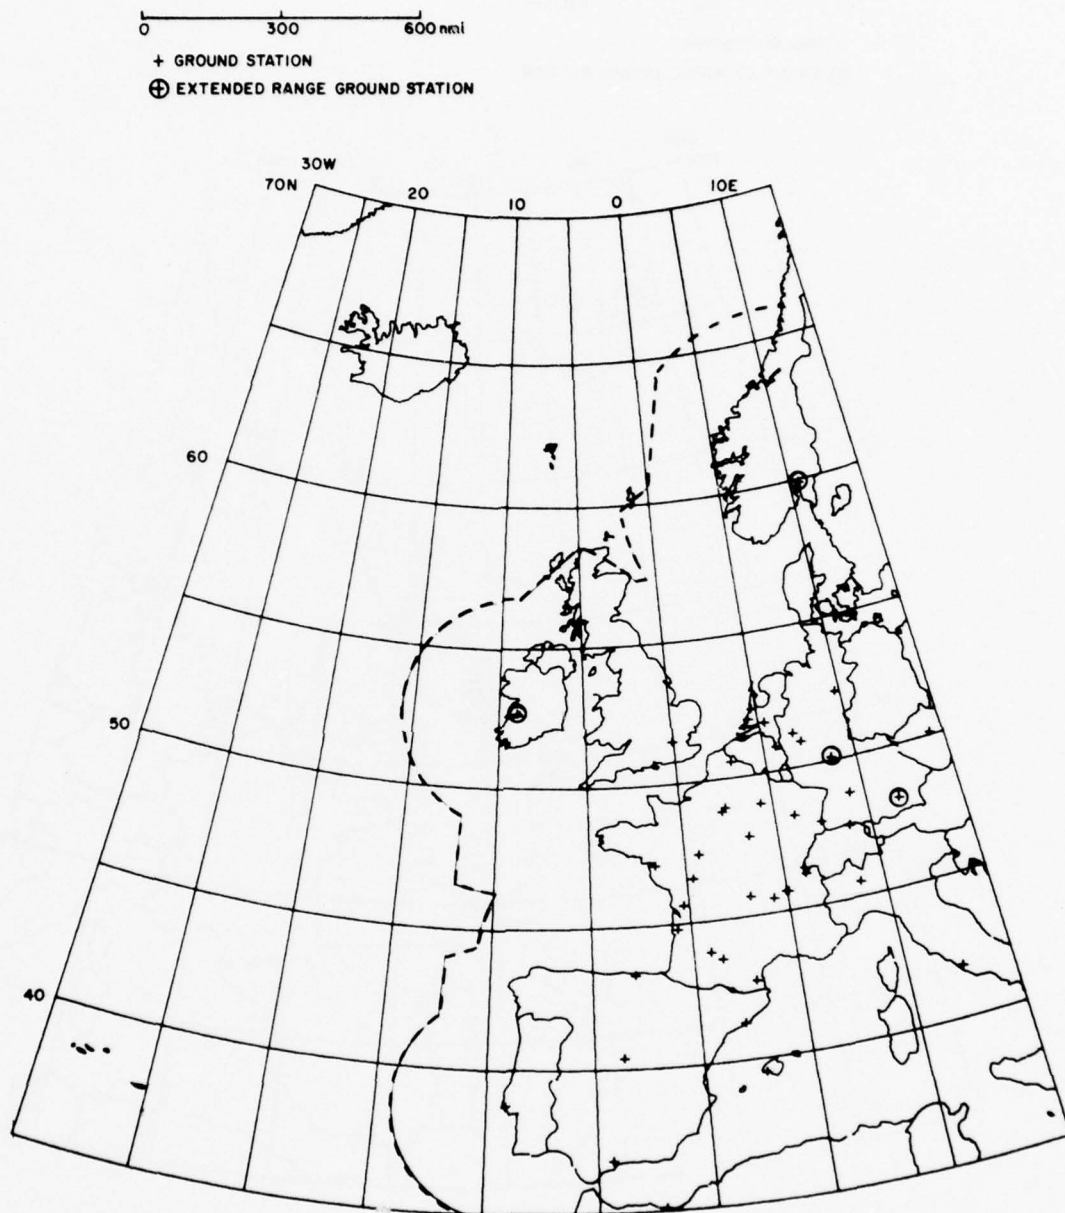 0 300 600 nmi
+ GROUND STATION
⊕ EXTENDED RANGE GROUND STATION
30W
70N 20 10 0 10E
60
50
40